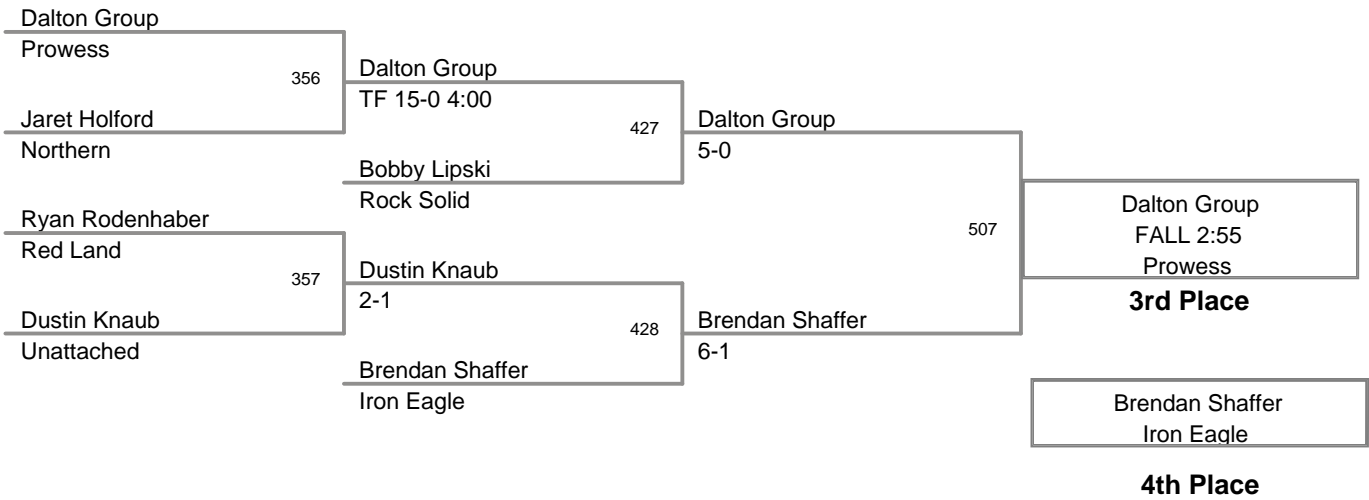 Dalton Group
Prowess
356
Jaret Holford
Northern
Ryan Rodenhaber
Red Land
357
Dustin Knaub
Unattached
Dalton Group
TF 15-0 4:00
427
Bobby Lipski
Rock Solid
Dustin Knaub
2-1
428
Brendan Shaffer
Iron Eagle
Dalton Group
5-0
507
Brendan Shaffer
6-1
Dalton Group
FALL 2:55
Prowess
3rd Place
Brendan Shaffer
Iron Eagle
4th Place